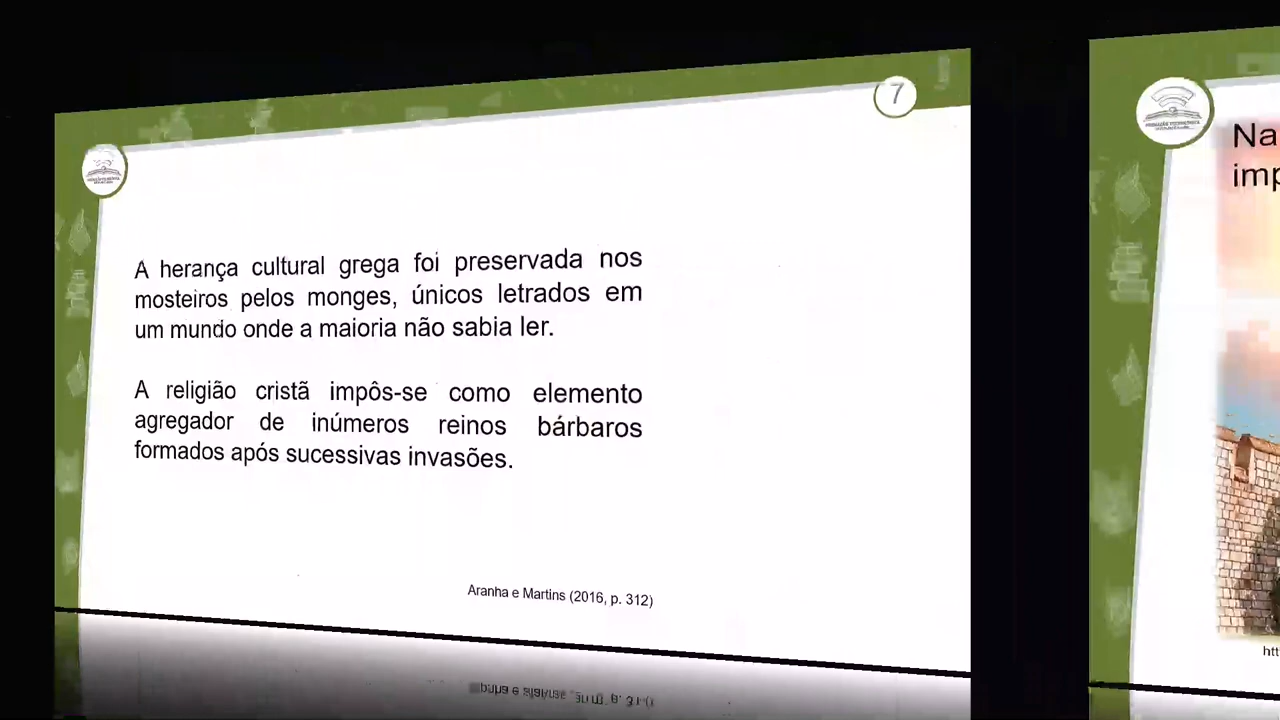 7
A herança cultural grega foi preservada nos
mosteiros pelos monges, únicos letrados em
um mundo onde a maioria não sabia ler.
A religião cristã impôs-se como elemento
agregador de inúmeros reinos bárbaros
formados após sucessivas invasões.
Aranha e Martins (2016, p. 312)
Na
imp
htt